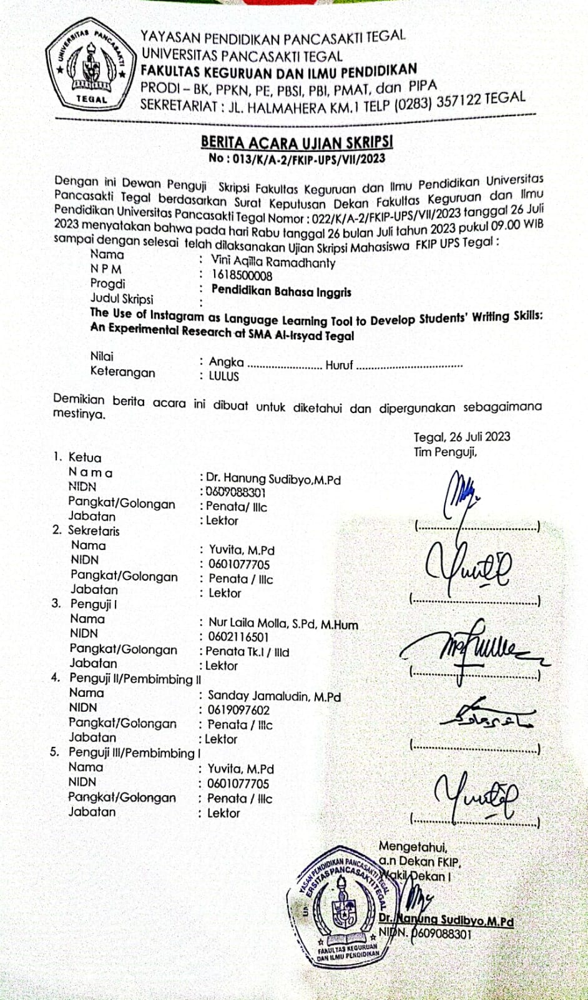 UNIVERSITAS PANCASAKTI
TEGAL
YAYASAN PENDIDIKAN PANCASAKTI TEGAL
UNIVERSITAS PANCASAKTI TEGAL
FAKULTAS KEGURUAN DAN ILMU PENDIDIKAN
PRODI – BK, PPKN, PE, PBSI, PBI, PMAT, dan PIPA
SEKRETARIAT : JL. HALMAHERA KM.1 TELP (0283) 357122 TEGAL
BERITA ACARA UJIAN SKRIPSI
No : 013/K/A-2/FKIP-UPS/VII/2023
Dengan ini Dewan Penguji Skripsi Fakultas Keguruan dan Ilmu Pendidikan Universitas
Pancasakti Tegal berdasarkan Surat Keputusan Dekan Fakultas Keguruan dan Ilmu
Pendidikan Universitas Pancasakti Tegal Nomor : 022/K/A-2/FKIP-UPS/VII/2023 tanggal 26 Juli
2023 menyatakan bahwa pada hari Rabu tanggal 26 bulan Juli tahun 2023 pukul 09.00 WIB
sampai dengan selesai telah dilaksanakan Ujian Skripsi Mahasiswa FKIP UPS Tegal :
Nama : Vini Aqilla Ramadhanty
N P M : 1618500008
Progdi : Pendidikan Bahasa Inggris
Judul Skripsi :
The Use of Instagram as Language Learning Tool to Develop Students' Writing Skills:
An Experimental Research at SMA Al-Irsyad Tegal
Nilai : Angka ........................ Huruf ..................................
Keterangan : LULUS
Demikian berita acara ini dibuat untuk diketahui dan dipergunakan sebagaimana
mestinya.
Tegal, 26 Juli 2023
Tim Penguji,
1. Ketua
N a m a : Dr. Hanung Sudibyo,M.Pd
NIDN : 0609088301
Pangkat/Golongan : Penata/ IIIc
Jabatan : Lektor
(.......................................)
2. Sekretaris
Nama : Yuvita, M.Pd
NIDN : 0601077705
Pangkat/Golongan : Penata / IIIc
Jabatan : Lektor
(.......................................)
3. Penguji I
Nama : Nur Laila Molla, S.Pd, M.Hum
NIDN : 0602116501
Pangkat/Golongan : Penata Tk.I / IIId
Jabatan : Lektor
(.......................................)
4. Penguji II/Pembimbing II
Nama : Sanday Jamaludin, M.Pd
NIDN : 0619097602
Pangkat/Golongan : Penata / IIIc
Jabatan : Lektor
(.......................................)
5. Penguji III/Pembimbing I
Nama : Yuvita, M.Pd
NIDN : 0601077705
Pangkat/Golongan : Penata / IIIc
Jabatan : Lektor
(.......................................)
Mengetahui,
a.n Dekan FKIP,
Wakil Dekan I
Dr. Hanung Sudibyo,M.Pd
NIDN. 0609088301
YAYASAN PENDIDIKAN PANCASAKTI TEGAL
UNIVERSITAS PANCASAKTI TEGAL
FAKULTAS KEGURUAN
DAN ILMU PENDIDIKAN